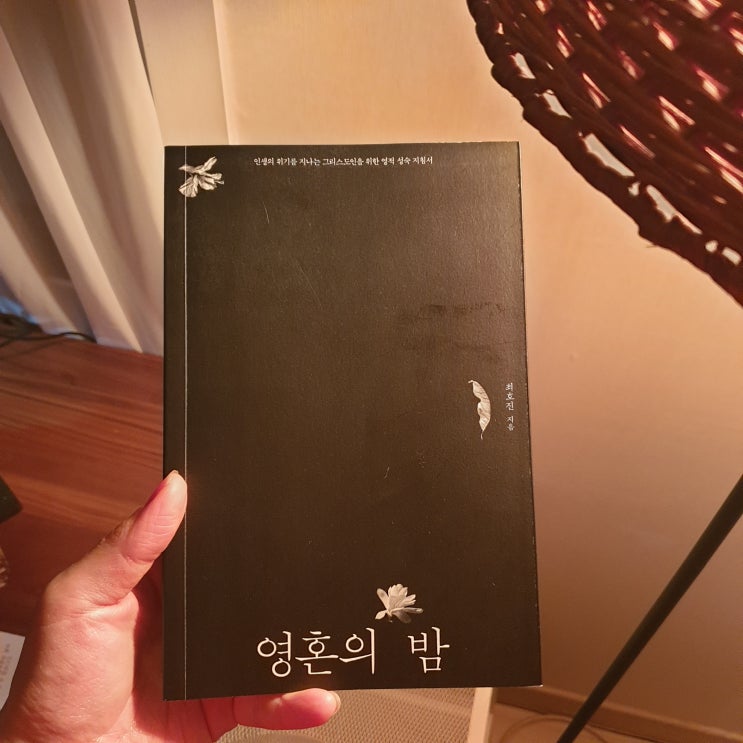 인생의 위기를 지나는 그리스도인을 위한 영적 성숙 지침서
최호진 지음
영혼의 밤